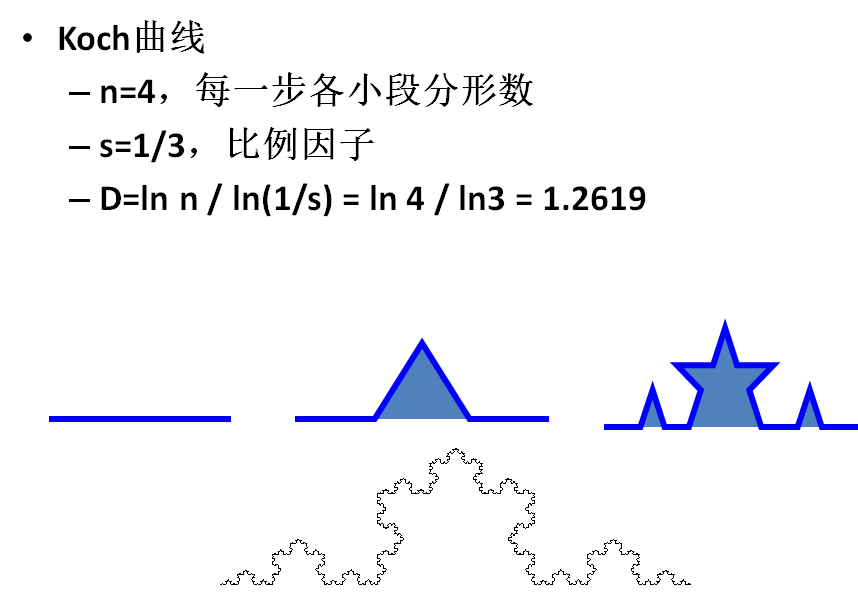 • Koch曲线
– n=4，每一步各小段分形数
– s=1/3，比例因子
– D=ln n / ln(1/s) = ln 4 / ln3 = 1.2619